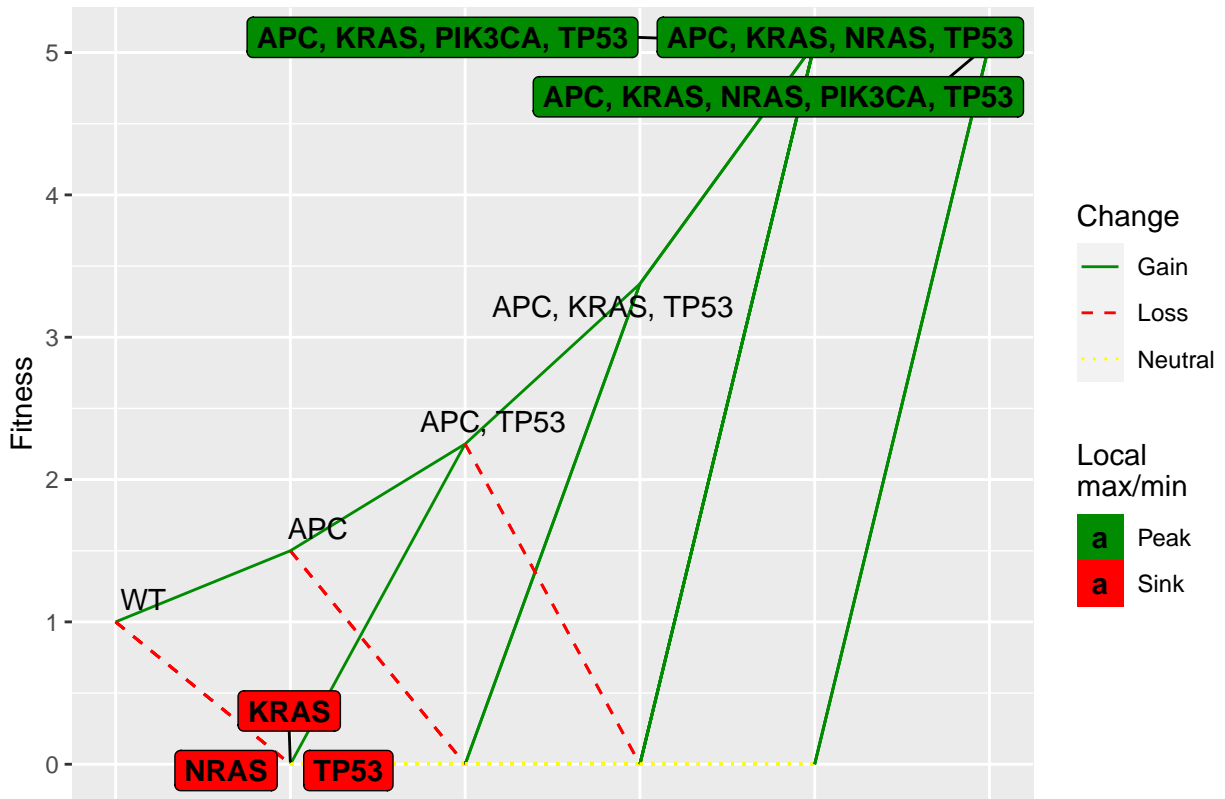 APC, KRAS, PIK3CA, TP53
APC, KRAS, NRAS, TP53
APC, KRAS, NRAS, PIK3CA, TP53
5
4
3
2
1
0
Fitness
APC, KRAS, TP53
APC, TP53
APC
WT
KRAS
NRAS
TP53
Change
Gain
Loss
Neutral
Local
max/min
a Peak
a Sink